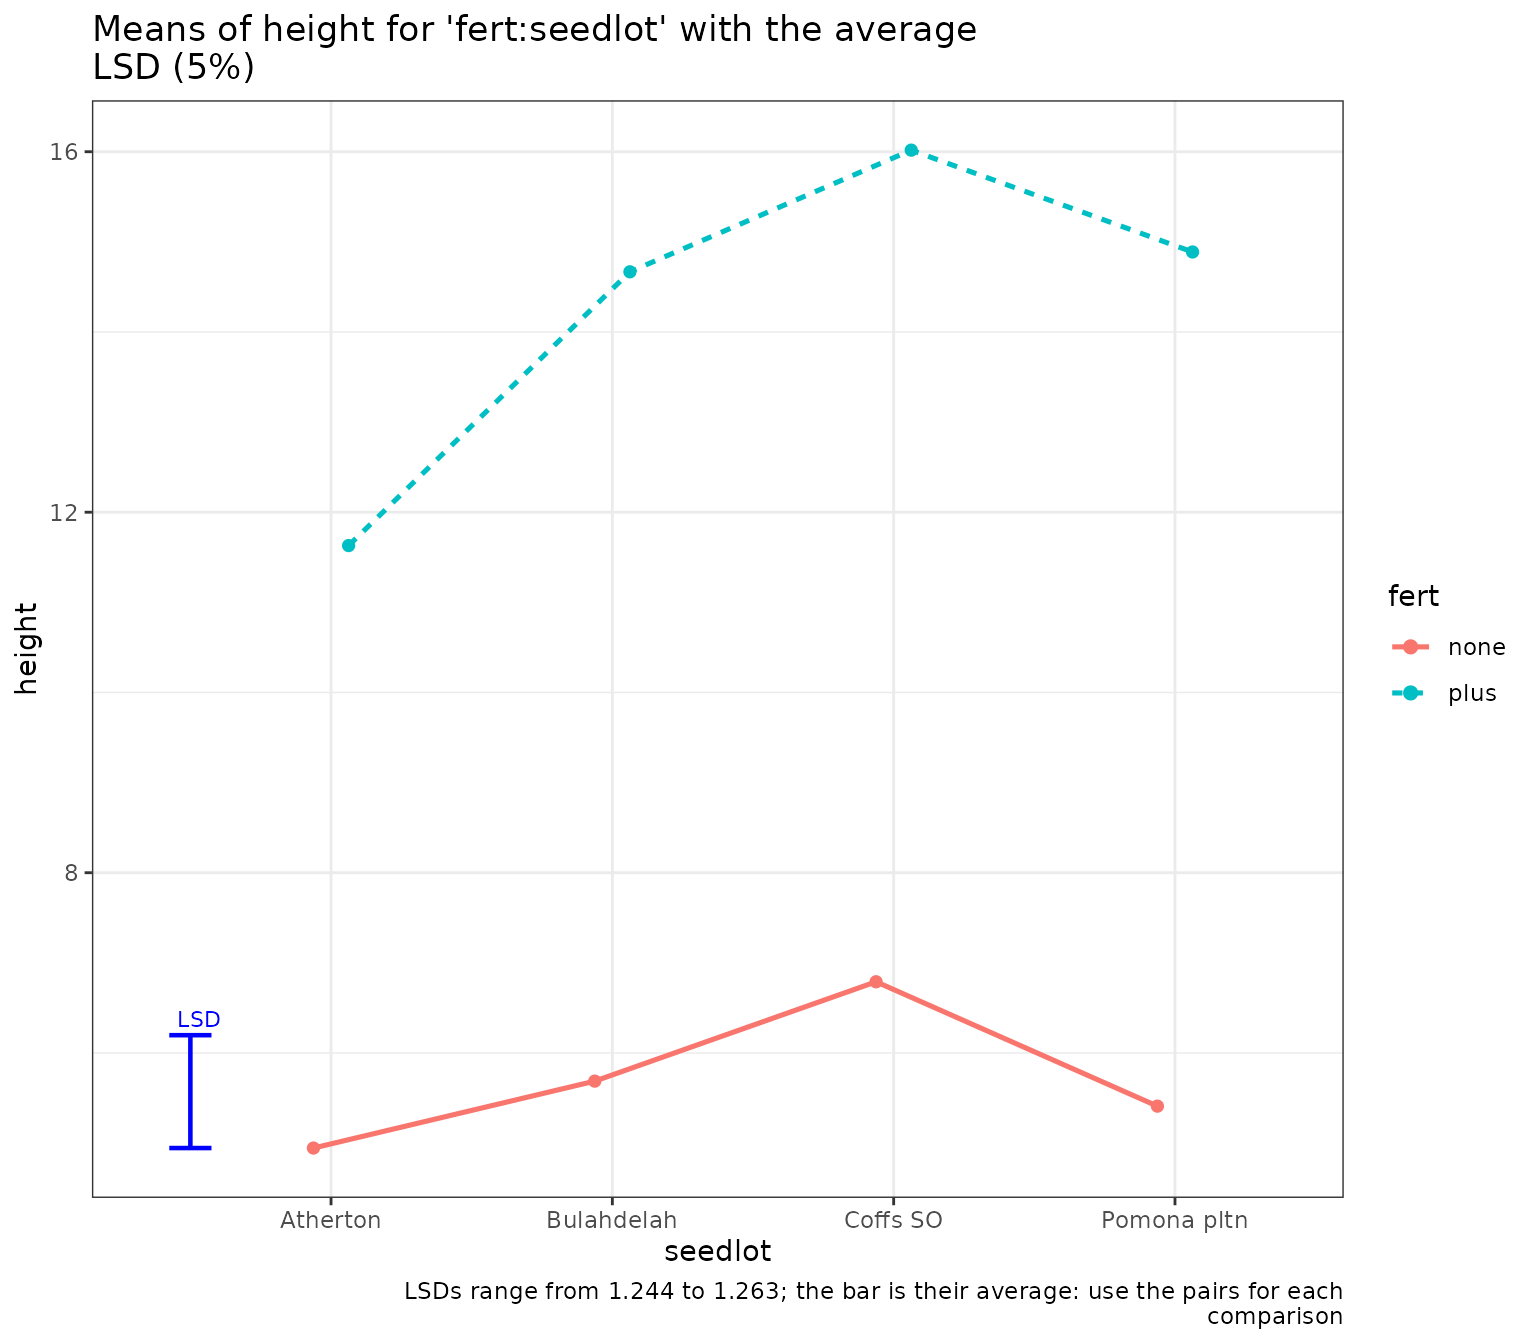 Means of height for 'fert:seedlot' with the average
LSD (5%)
16
12
8
height
LSD
Atherton
Bulahdelah
Coffs SO
Pomona pltn
seedlot
fert
none
plus
LSDs range from 1.244 to 1.263; the bar is their average: use the pairs for each
comparison